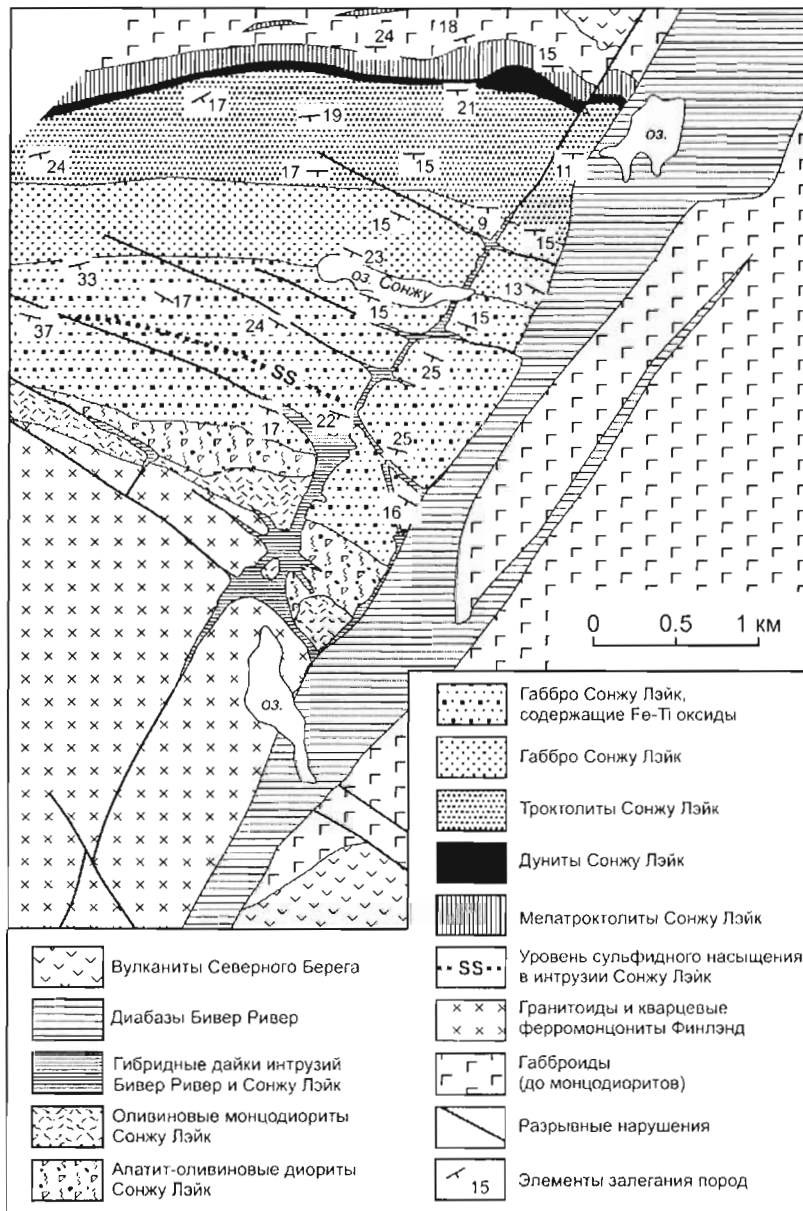 24
18
15
17
19
21
оз.
24
17
15
11
15
9
15
23
13
33
оз. Сонжу
17
15
15
37
24
SS
25
22
17
25
16
0 0.5 1 км
оз.
Габбро Сонжу Лэйк,
содержащие Fe-Ti оксиды
Габбро Сонжу Лэйк
Троктолиты Сонжу Лэйк
Дуниты Сонжу Лэйк
Мелатроктолиты Сонжу Лэйк
SS
Уровень сульфидного насыщения
в интрузии Сонжу Лэйк
Гранитоиды и кварцевые
ферромонцониты Финлэнд
Габброиды
(до монцодиоритов)
Разрывные нарушения
15
Элементы залегания пород
Вулканиты Северного Берега
Диабазы Бивер Ривер
Гибридные дайки интрузий
Бивер Ривер и Сонжу Лэйк
Оливиновые монцодиориты
Сонжу Лэйк
Апатит-оливиновые диориты
Сонжу Лэйк